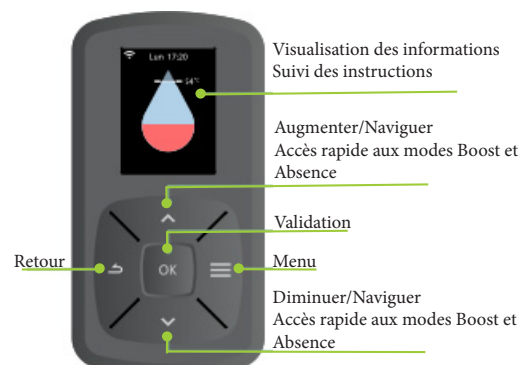 Lun 17:20
54°C
Visualisation des informations
Suivi des instructions
Augmenter/Naviguer
Accès rapide aux modes Boost et
Absence
Validation
Retour
OK
Menu
Diminuer/Naviguer
Accès rapide aux modes Boost et
Absence